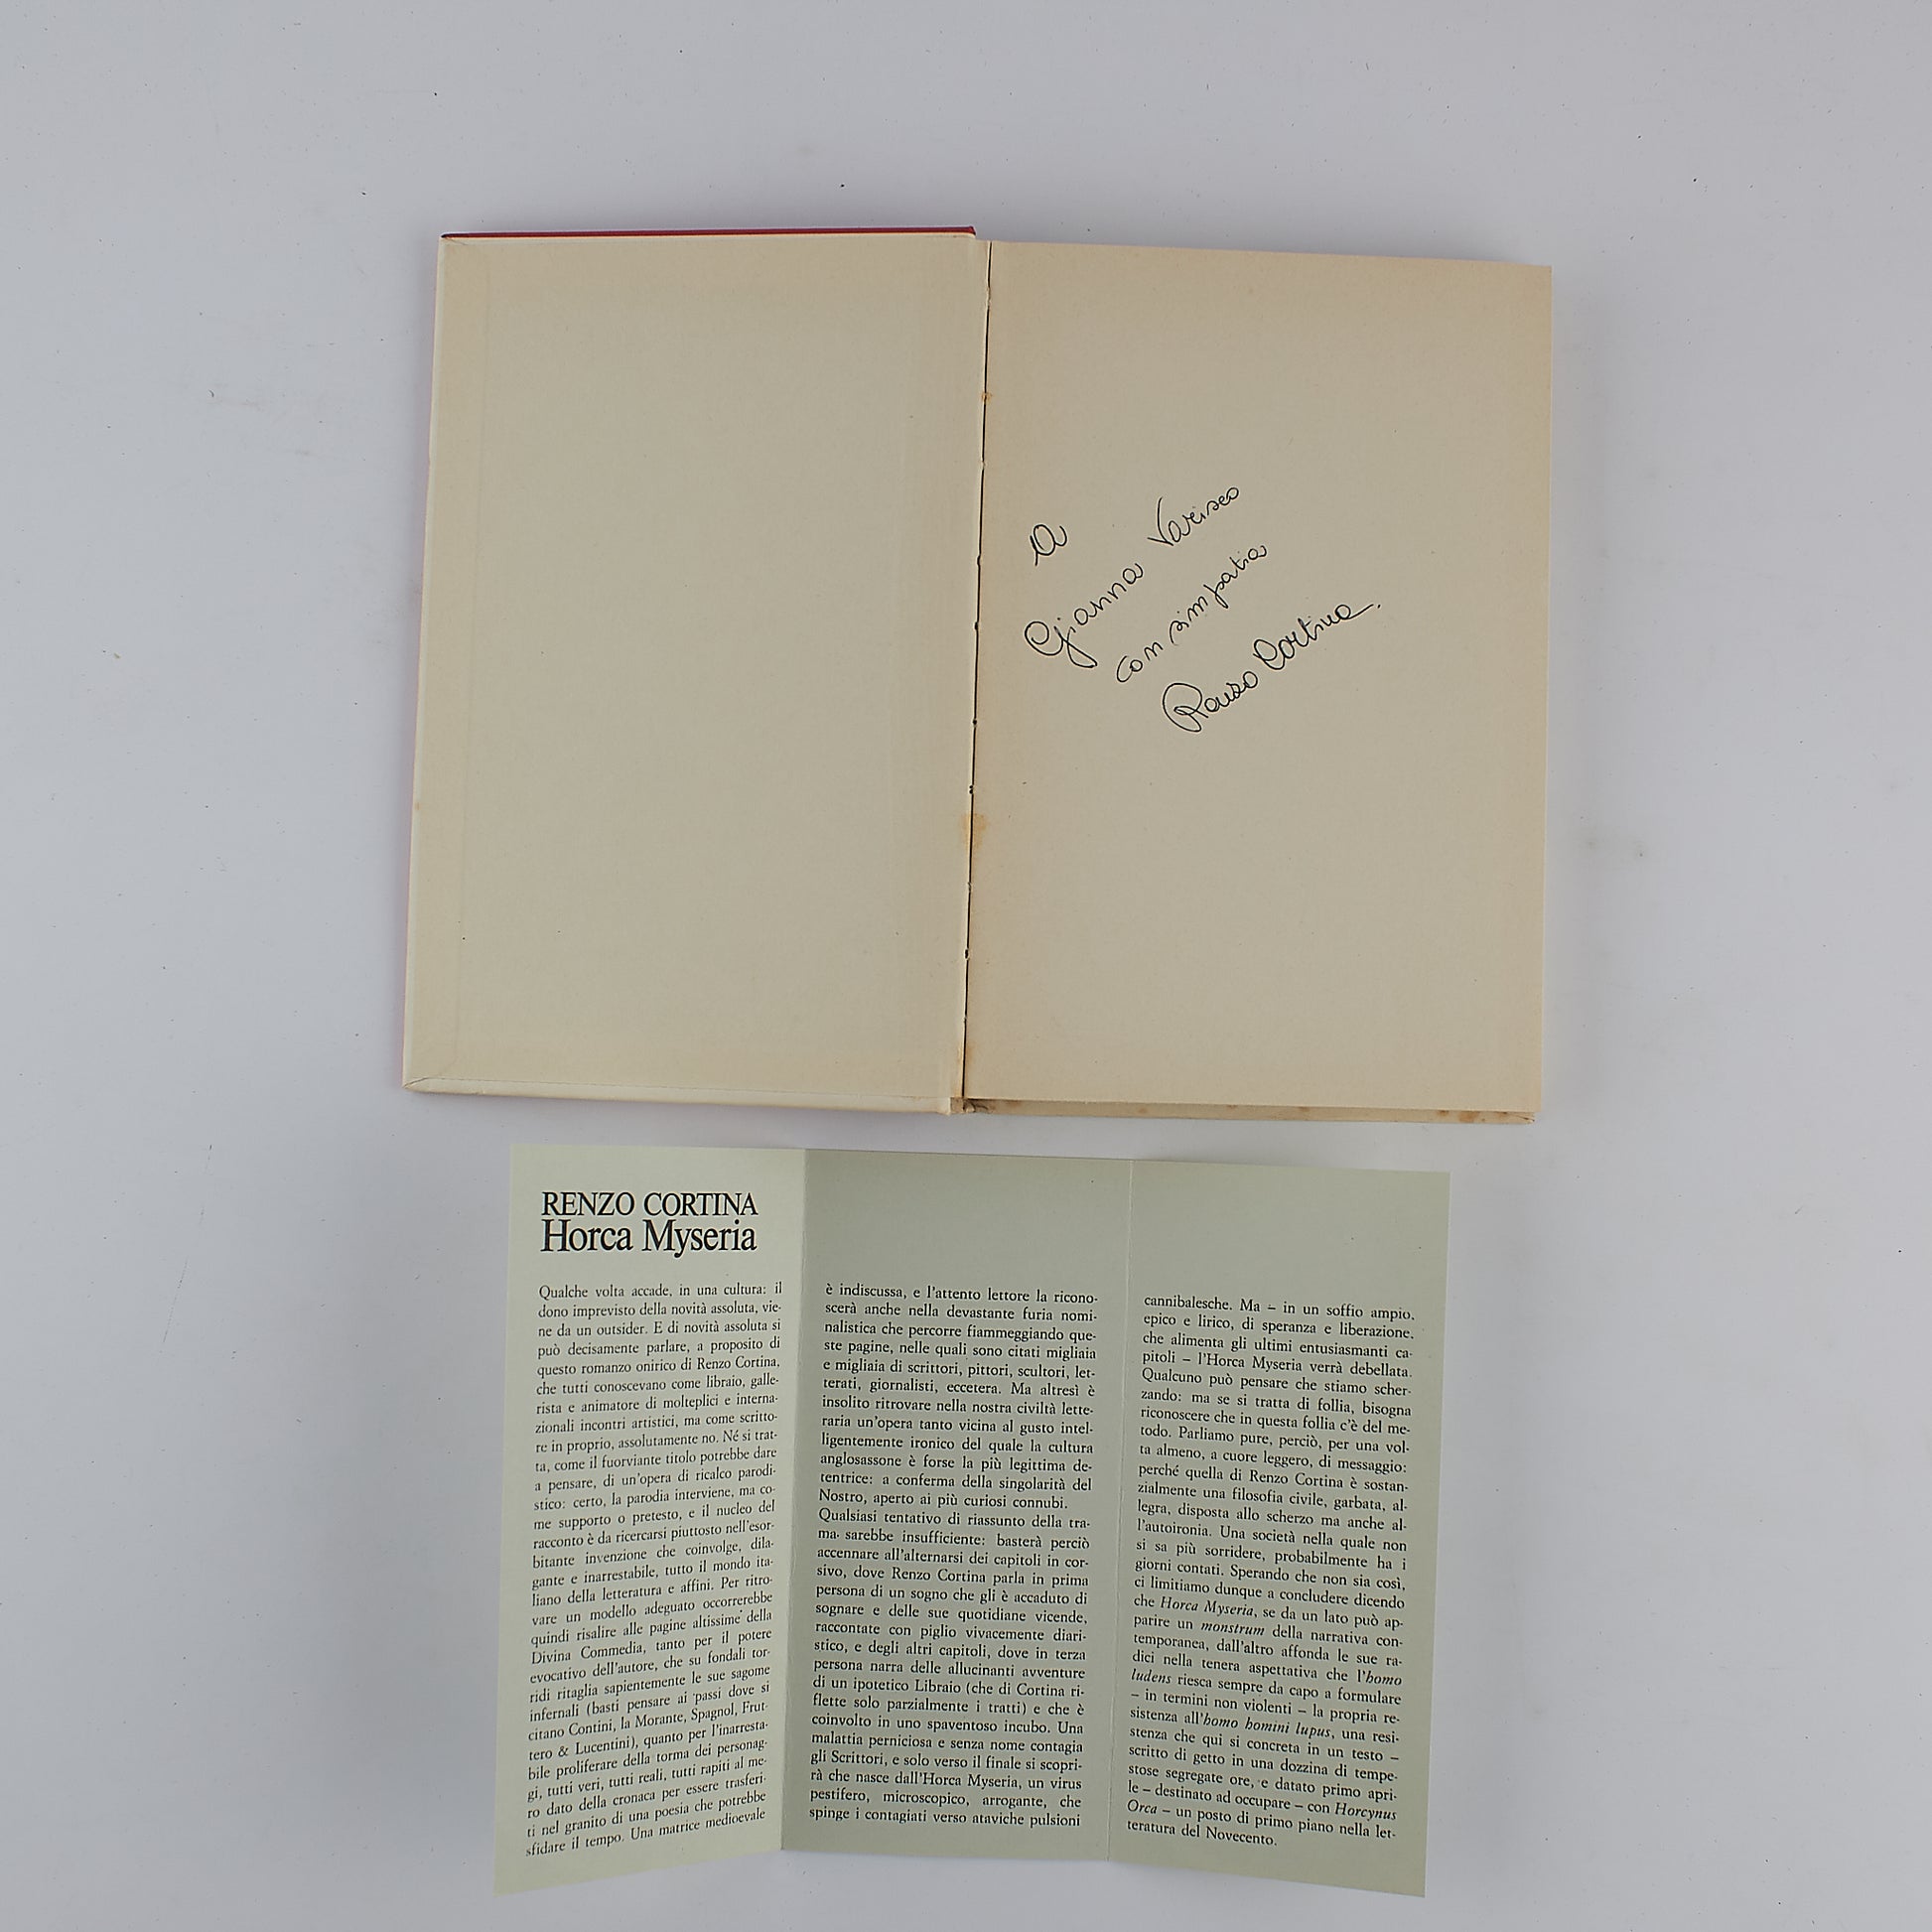 a
Gianna Varisco
con simpatia
Renzo Cortina.
RENZO CORTINA
Horca Myseria
Qualche volta accade, in una cultura: il
dono imprevisto della novità assoluta, vie-
ne da un outsider. E di novità assoluta si
può decisamente parlare, a proposito di
questo romanzo onirico di Renzo Cortina,
che tutti conoscevano come libraio, galle-
rista e animatore di molteplici e interna-
zionali incontri artistici, ma come scritto-
re in proprio, assolutamente no. Né si trat-
ta, come il fuorviante titolo potrebbe dare
a pensare, di un'opera di ricalco parodi-
stico: certo, la parodia interviene, ma co-
me supporto o pretesto, e il nucleo del
racconto è da ricercarsi piuttosto nell'esor-
bitante invenzione che coinvolge, dila-
gante e inarrestabile, tutto il mondo ita-
liano della letteratura e affini. Per ritro-
vare un modello adeguato occorrerebbe
quindi risalire alle pagine altissime della
Divina Commedia, tanto per il potere
evocativo dell'autore, che su fondali tor-
ridi ritaglia sapientemente le sue sagome
infernali (basti pensare ai passi dove si
citano Contini, la Morante, Spagnol, Frut-
tero & Lucentini), quanto per l'inarresta-
bile proliferare della torma dei personag-
gi, tutti veri, tutti reali, tutti rapiti al me-
ro dato della cronaca per essere trasferi-
ti nel granito di una poesia che potrebbe
sfidare il tempo. Una matrice medioevale
è indiscussa, e l'attento lettore la ricono-
scerà anche nella devastante furia nomi-
nalistica che percorre fiammeggiando que-
ste pagine, nelle quali sono citati migliaia
e migliaia di scrittori, pittori, scultori, let-
terati, giornalisti, eccetera. Ma altresì è
insolito ritrovare nella nostra civiltà lette-
raria un'opera tanto vicina al gusto intel-
ligentemente ironico del quale la cultura
anglosassone è forse la più legittima de-
tentrice: a conferma della singolarità del
Nostro, aperto ai più curiosi connubi.
Qualsiasi tentativo di riassunto della tra-
ma sarebbe insufficiente: basterà perciò
accennare all'alternarsi dei capitoli in cor-
sivo, dove Renzo Cortina parla in prima
persona di un sogno che gli è accaduto di
sognare e delle sue quotidiane vicende,
raccontate con piglio vivacemente diari-
stico, e degli altri capitoli, dove in terza
persona narra delle allucinanti avventure
di un ipotetico Libraio (che di Cortina ri-
flette solo parzialmente i tratti) e che è
coinvolto in uno spaventoso incubo. Una
malattia perniciosa e senza nome contagia
gli Scrittori, e solo verso il finale si scopri-
rà che nasce dall'Horca Myseria, un virus
pestifero, microscopico, arrogante, che
spinge i contagiati verso ataviche pulsioni
cannibalesche. Ma – in un soffio ampio,
epico e lirico, di speranza e liberazione,
che alimenta gli ultimi entusiasmanti ca-
pitoli – l'Horca Myseria verrà debellata.
Qualcuno può pensare che stiamo scher-
zando: ma se si tratta di follia, bisogna
riconoscere che in questa follia c'è del me-
todo. Parliamo pure, perciò, per una vol-
ta almeno, a cuore leggero, di messaggio:
perché quella di Renzo Cortina è sostan-
zialmente una filosofia civile, garbata, al-
legra, disposta allo scherzo ma anche al-
l'autoironia. Una società nella quale non
si sa più sorridere, probabilmente ha i
giorni contati. Sperando che non sia così,
ci limitiamo dunque a concludere dicendo
che Horca Myseria, se da un lato può ap-
parire un monstrum della narrativa con-
temporanea, dall'altro affonda le sue ra-
dici nella tenera aspettativa che l'homo
ludens riesca sempre da capo a formulare
– in termini non violenti – la propria re-
sistenza all'homo homini lupus, una resi-
stenza che qui si concreta in un testo –
scritto di getto in una dozzina di tempe-
stose segregate ore, e datato primo apri-
le – destinato ad occupare – con Horcynus
Orca – un posto di primo piano nella let-
teratura del Novecento.